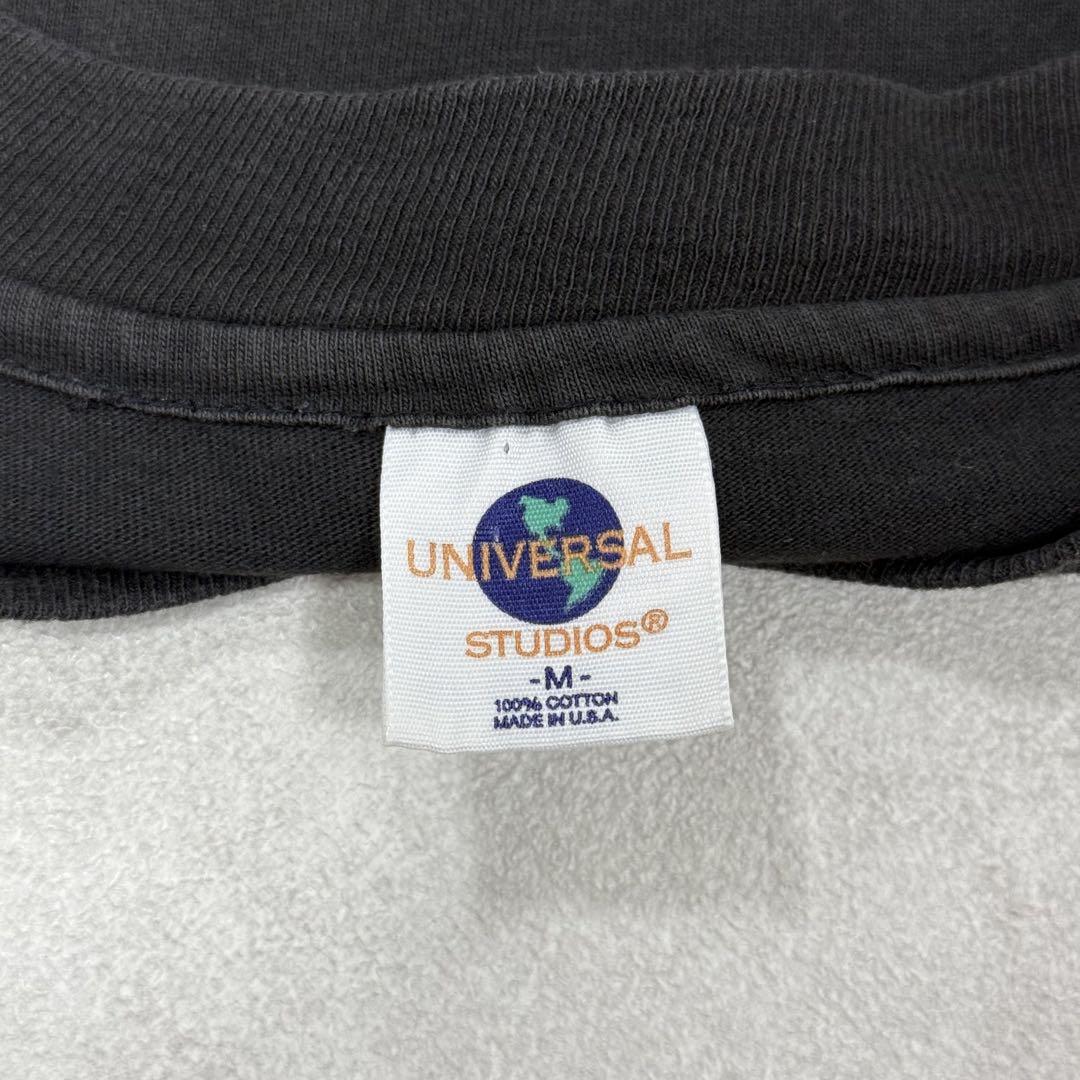 UNIVERSAL
STUDIOS®
-M-
100% COTTON
MADE IN U.S.A.